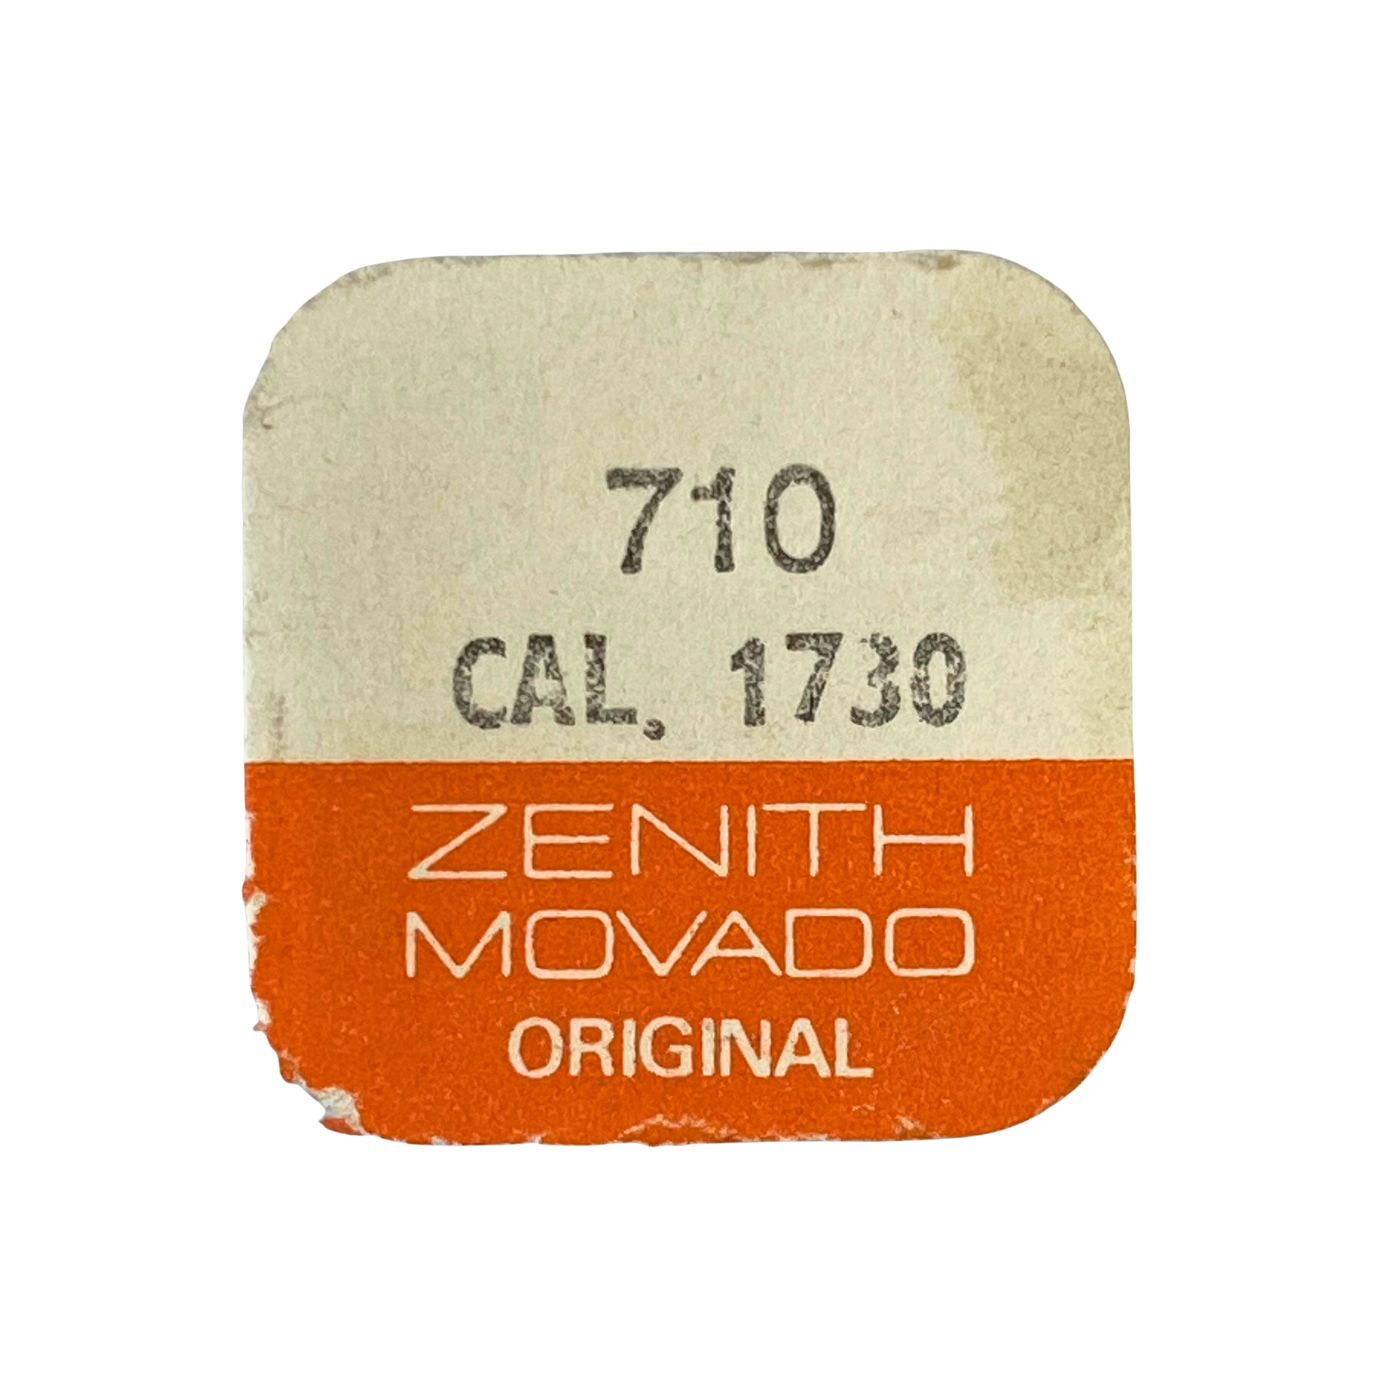 710
CAL. 1730
ZENITH
MOVADO
ORIGINAL